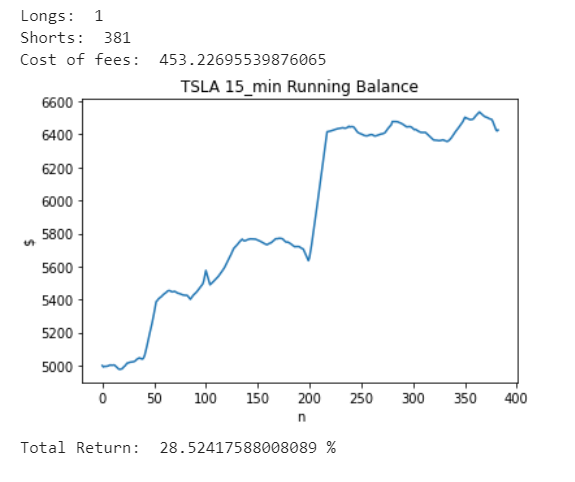 Longs:  1
Shorts:  381
Cost of fees:  453.22695539876065
TSLA 15_min Running Balance
6600
6400
6200
6000
5800
5600
5400
5200
5000
$
0 50 100 150 200 250 300 350 400
n
Total Return:  28.52417588008089 %